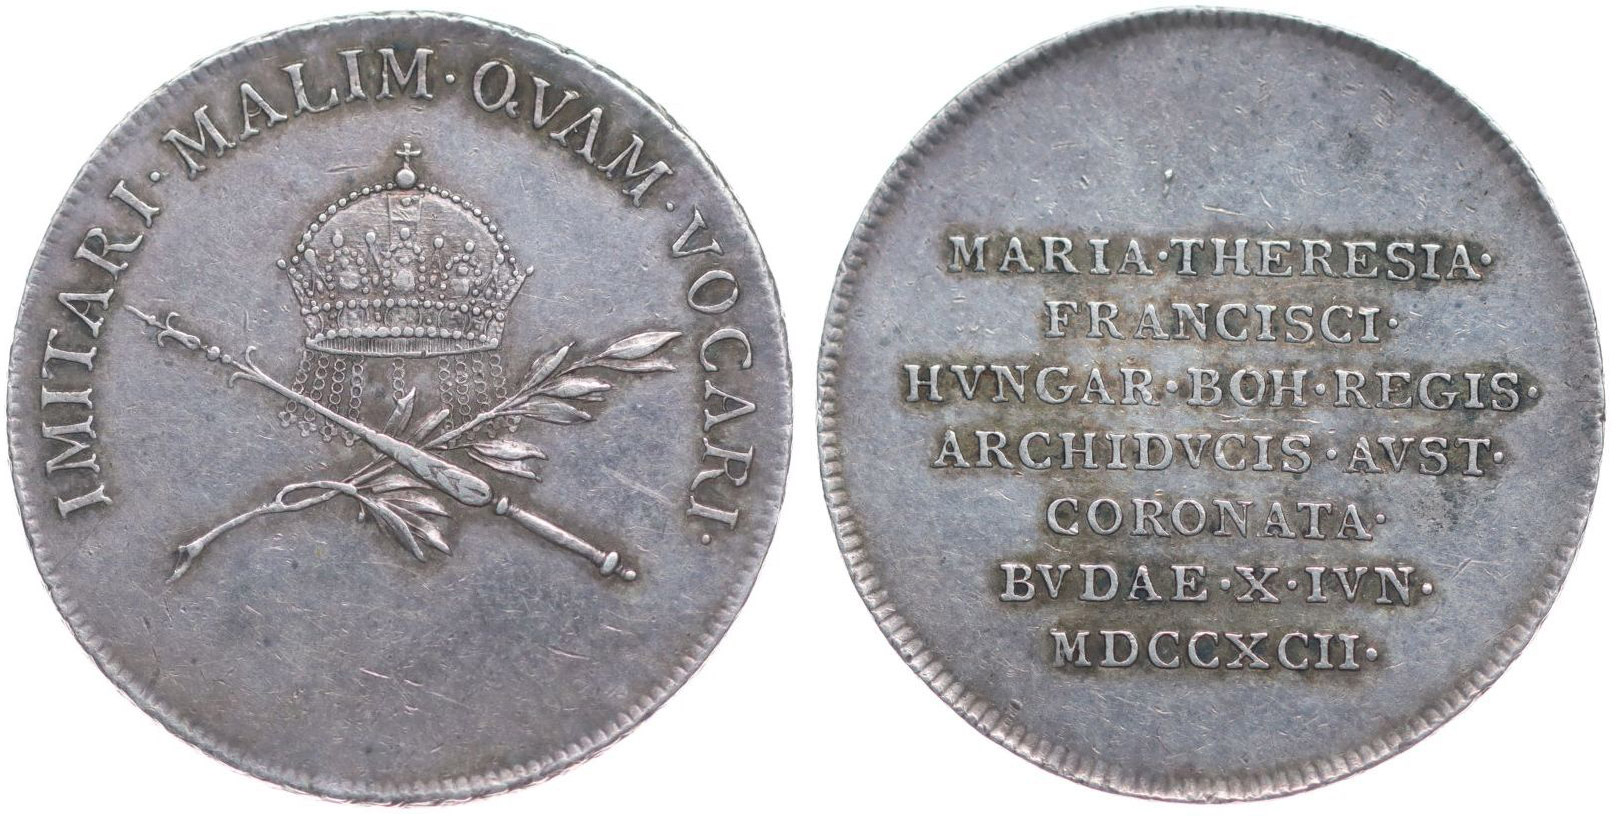 IMITARI · MALIM · QVAM · VOCARI ·
MARIA · THERESIA ·
FRANCISCI ·
HVNGAR · BOH · REGIS ·
ARCHIDVCIS · AVST ·
CORONATA ·
BVDAE · X · IVN ·
MDCCXCII ·